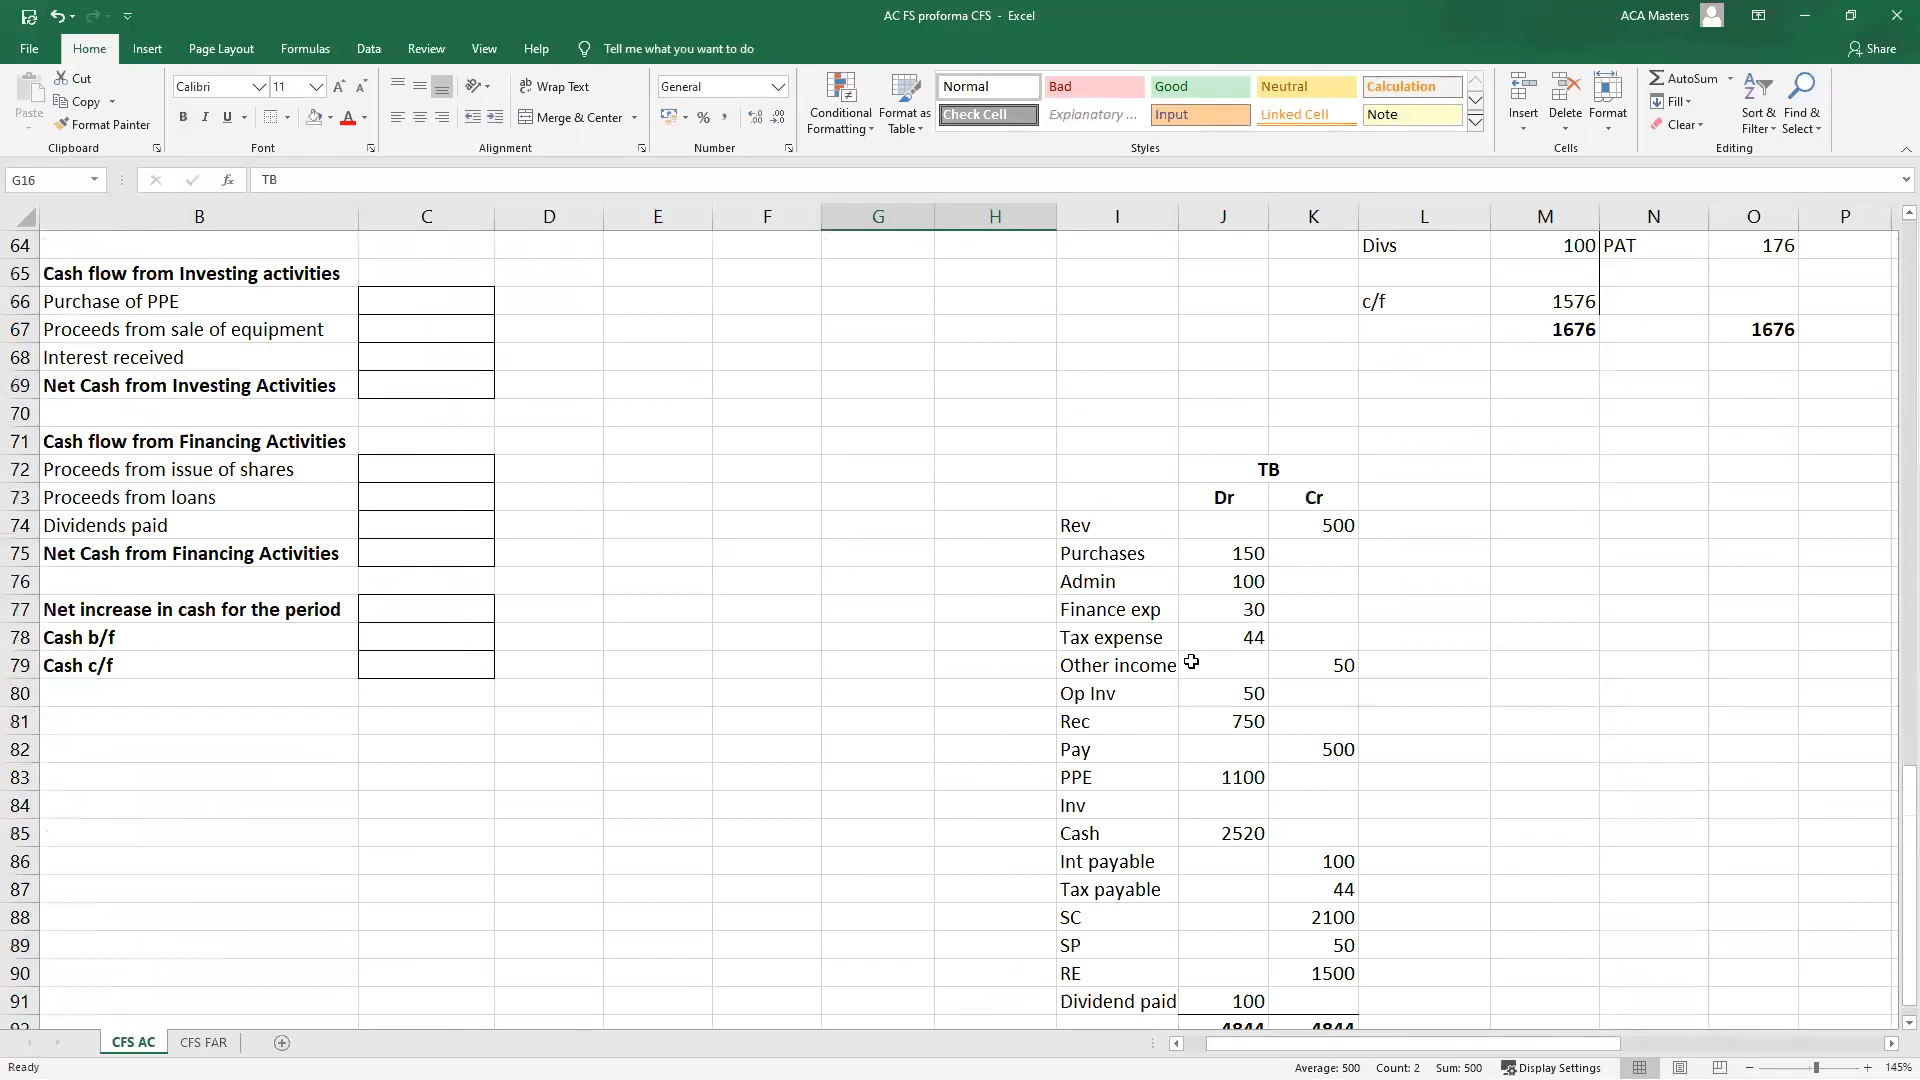 AC FS proforma CFS - Excel
ACA Masters
File Home Insert Page Layout Formulas Data Review View Help Tell me what you want to do
Share
Paste
Cut
Copy
Format Painter
Clipboard
Calibri 11
B I U
Font
Wrap Text
Merge & Center
Alignment
General
Number
Conditional Formatting
Format as Table
Normal Bad Good Neutral Calculation
Check Cell Explanatory ... Input Linked Cell Note
Styles
Insert Delete Format
Cells
AutoSum
Fill
Clear
Sort & Filter
Find & Select
Editing
G16 fx TB
B C D E F G H I J K L M N O P
64 Divs 100 PAT 176
65 Cash flow from Investing activities
66 Purchase of PPE c/f 1576
67 Proceeds from sale of equipment 1676 1676
68 Interest received
69 Net Cash from Investing Activities
70
71 Cash flow from Financing Activities
72 Proceeds from issue of shares TB
73 Proceeds from loans Dr Cr
74 Dividends paid Rev 500
75 Net Cash from Financing Activities Purchases 150
76 Admin 100
77 Net increase in cash for the period Finance exp 30
78 Cash b/f Tax expense 44
79 Cash c/f Other income 50
80 Op Inv 50
81 Rec 750
82 Pay 500
83 PPE 1100
84 Inv
85 Cash 2520
86 Int payable 100
87 Tax payable 44
88 SC 2100
89 SP 50
90 RE 1500
91 Dividend paid 100
92 4844 4844
CFS AC CFS FAR
Ready Average: 500 Count: 2 Sum: 500 Display Settings 145%